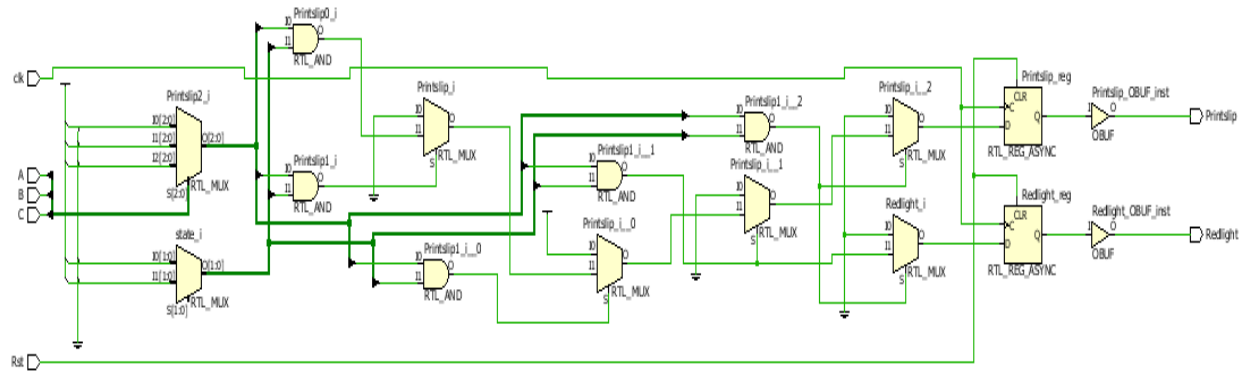 Printslip0_i
I0
O
I1
RTL_AND
clk
Printslip2_i
I0[2:0]
I1[2:0]
O[2:0]
I2[2:0]
S[2:0]
RTL_MUX
A
B
C
Printslip1_i
I0
O
I1
RTL_AND
Printslip_i
I0
O
I1
S
RTL_MUX
state_i
I0[1:0]
O[1:0]
I1[1:0]
S[1:0]
RTL_MUX
Printslip1_i__0
I0
O
I1
RTL_AND
Printslip1_i__1
I0
O
I1
RTL_AND
Printslip_i__0
I0
O
I1
S
RTL_MUX
Printslip1_i__2
I0
O
I1
RTL_AND
Printslip_i__1
I0
O
I1
S
RTL_MUX
Printslip_i__2
I0
O
I1
S
RTL_MUX
Redlight_i
I0
O
I1
S
RTL_MUX
Printslip_reg
CLR
C
Q
D
RTL_REG_ASYNC
Printslip_OBUF_inst
I
O
OBUF
Printslip
Redlight_reg
CLR
C
Q
D
RTL_REG_ASYNC
Redlight_OBUF_inst
I
O
OBUF
Redlight
Rst